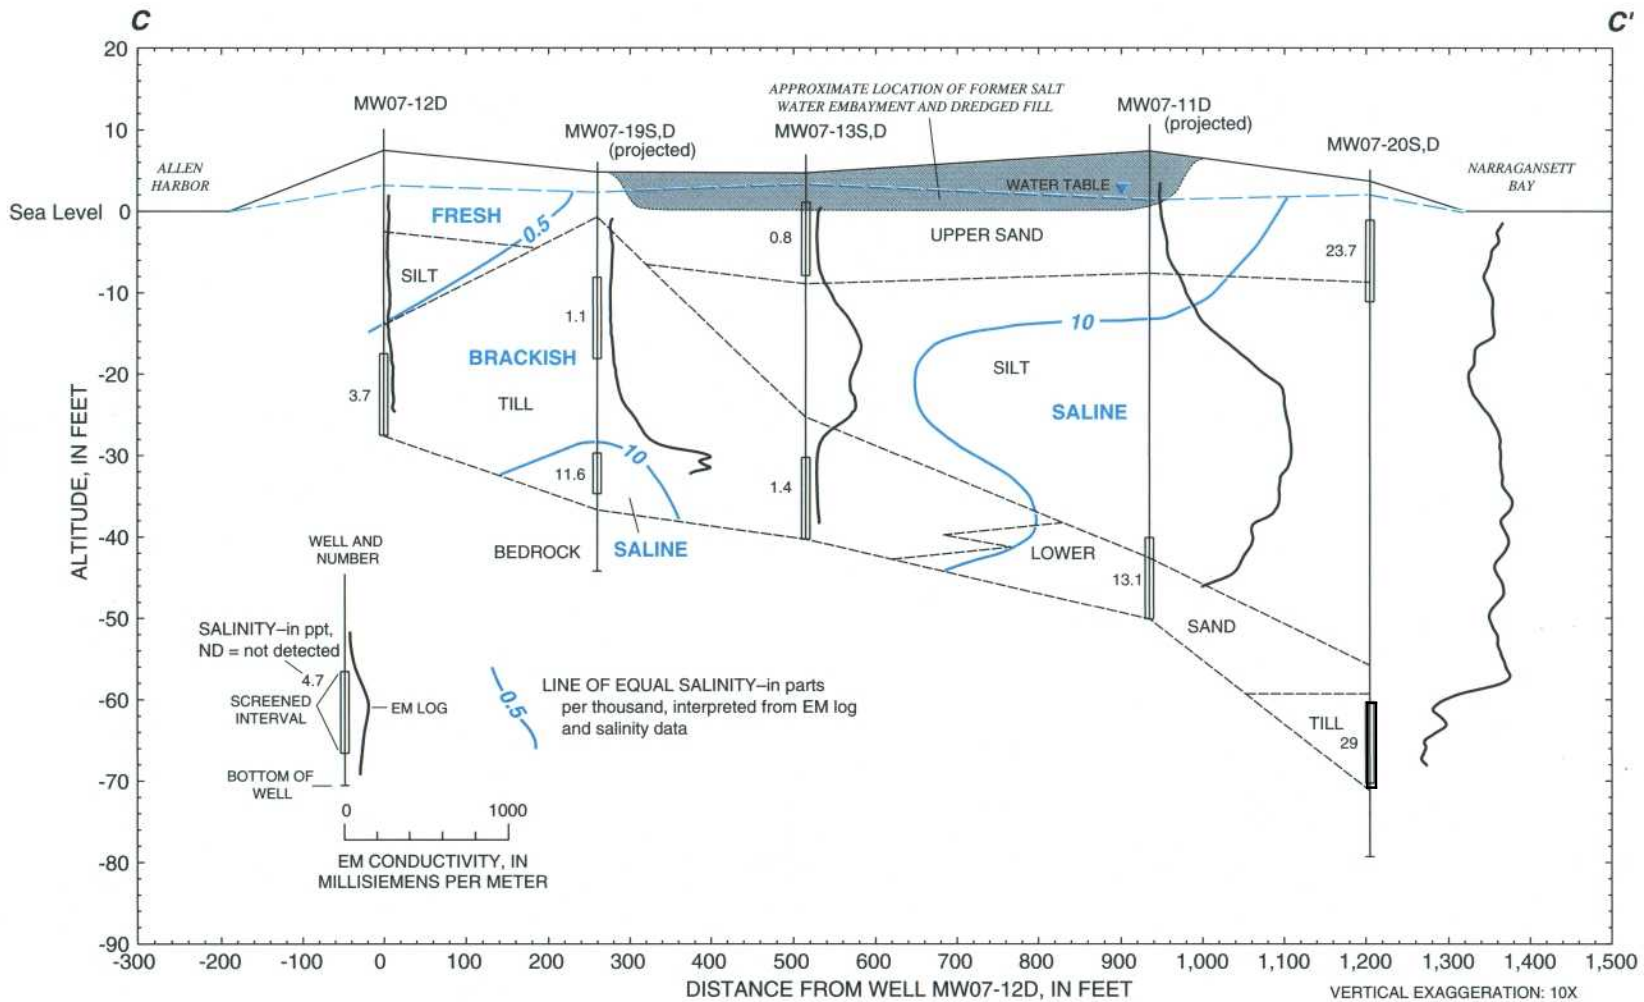 C
C'
20
10
Sea Level 0
-10
-20
-30
-40
-50
-60
-70
-80
-90
ALTITUDE, IN FEET
MW07-12D
MW07-19S,D
(projected)
APPROXIMATE LOCATION OF FORMER SALT
WATER EMBAYMENT AND DREDGED FILL
MW07-13S,D
MW07-11D
(projected)
MW07-20S,D
ALLEN
HARBOR
NARRAGANSETT
BAY
WATER TABLE
FRESH
0.5
0.8
UPPER SAND
23.7
SILT
1.1
10
BRACKISH
SILT
3.7
TILL
SALINE
10
11.6
1.4
BEDROCK
SALINE
LOWER
13.1
SAND
TILL
29
WELL AND
NUMBER
SALINITY–in ppt,
ND = not detected
4.7
SCREENED
INTERVAL
EM LOG
BOTTOM OF
WELL
0.5
LINE OF EQUAL SALINITY–in parts
per thousand, interpreted from EM log
and salinity data
0 1000
EM CONDUCTIVITY, IN
MILLISIEMENS PER METER
-300 -200 -100 0 100 200 300 400 500 600 700 800 900 1,000 1,100 1,200 1,300 1,400 1,500
DISTANCE FROM WELL MW07-12D, IN FEET
VERTICAL EXAGGERATION: 10X